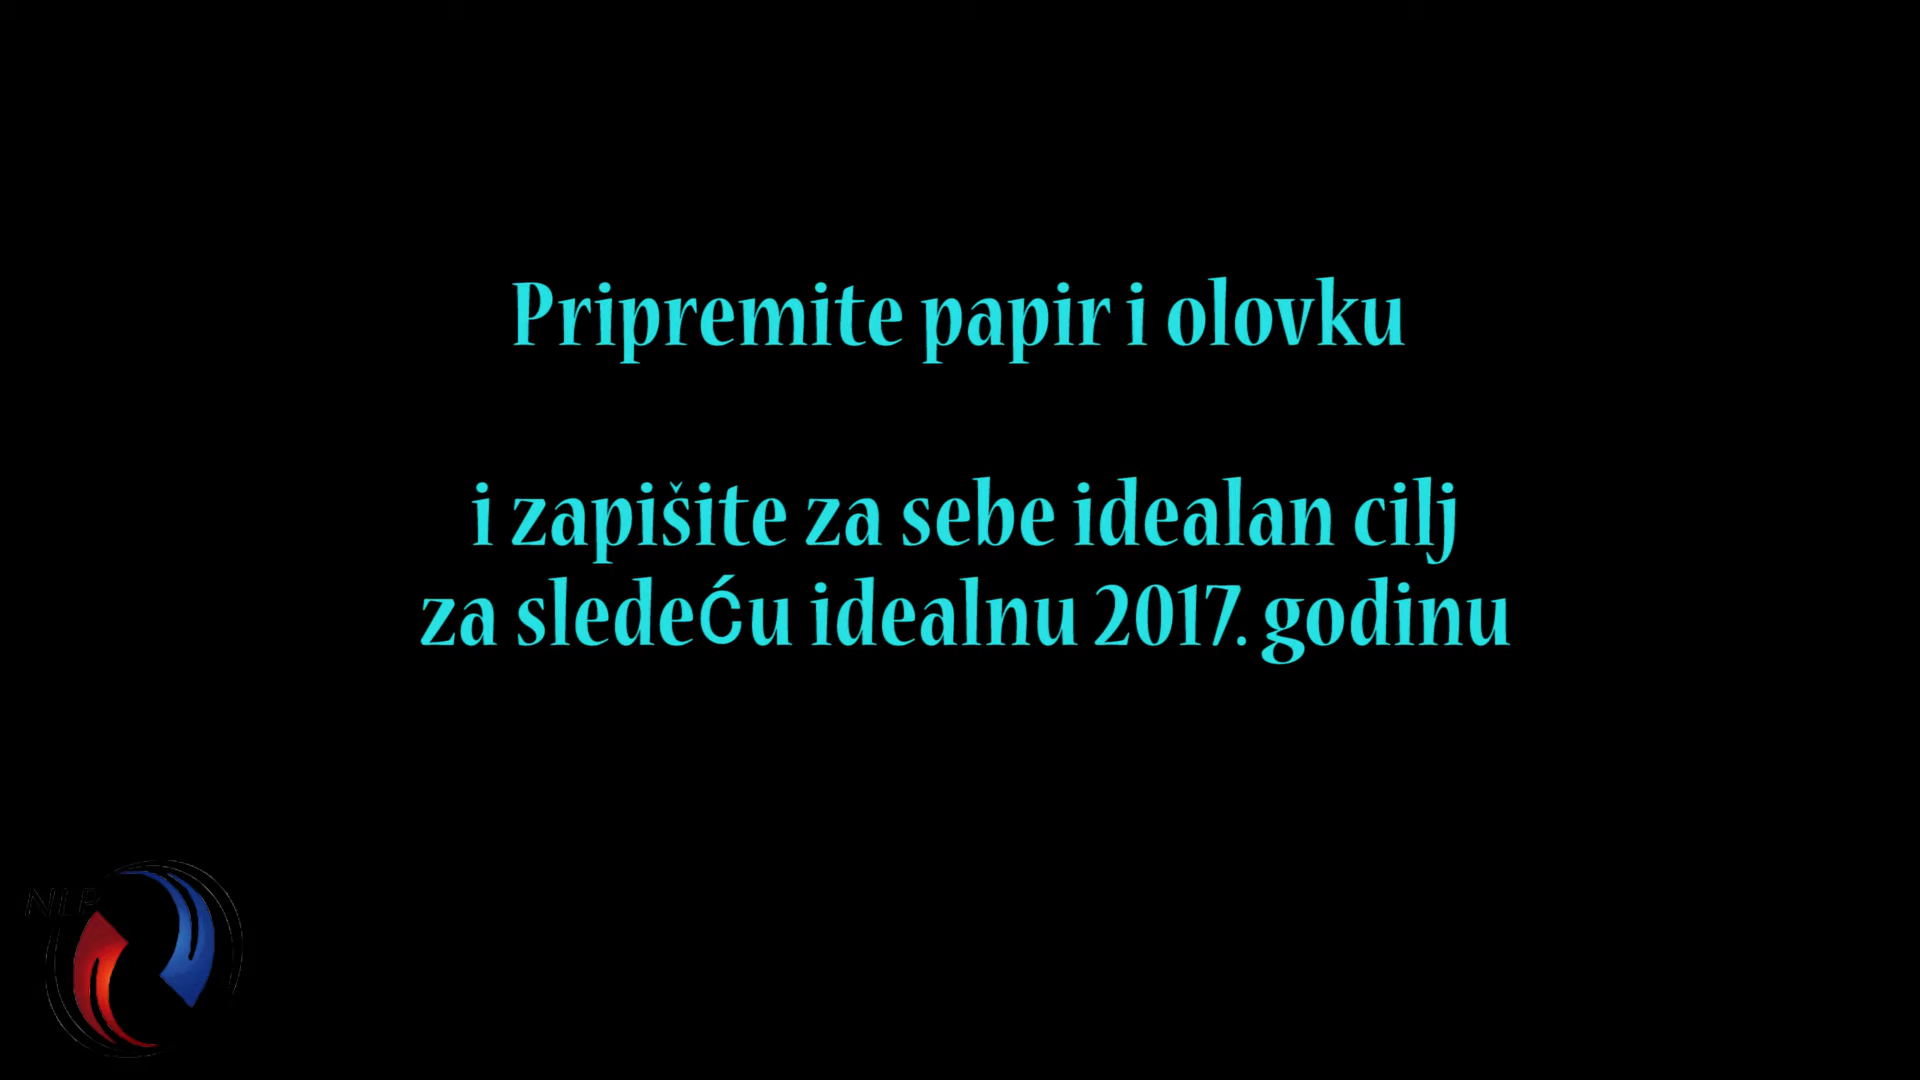 Pripremite papir i olovku
i zapišite za sebe idealan cilj
za sledeću idealnu 2017. godinu
NLP